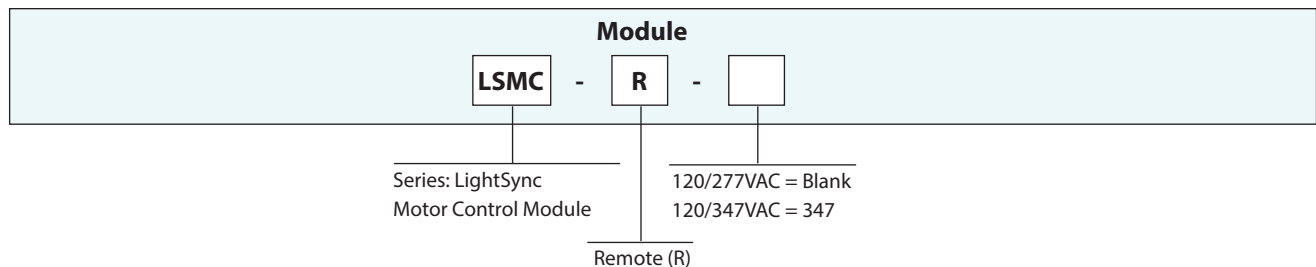 Module
LSMC - R -
Series: LightSync
Motor Control Module
120/277VAC = Blank
120/347VAC = 347
Remote (R)